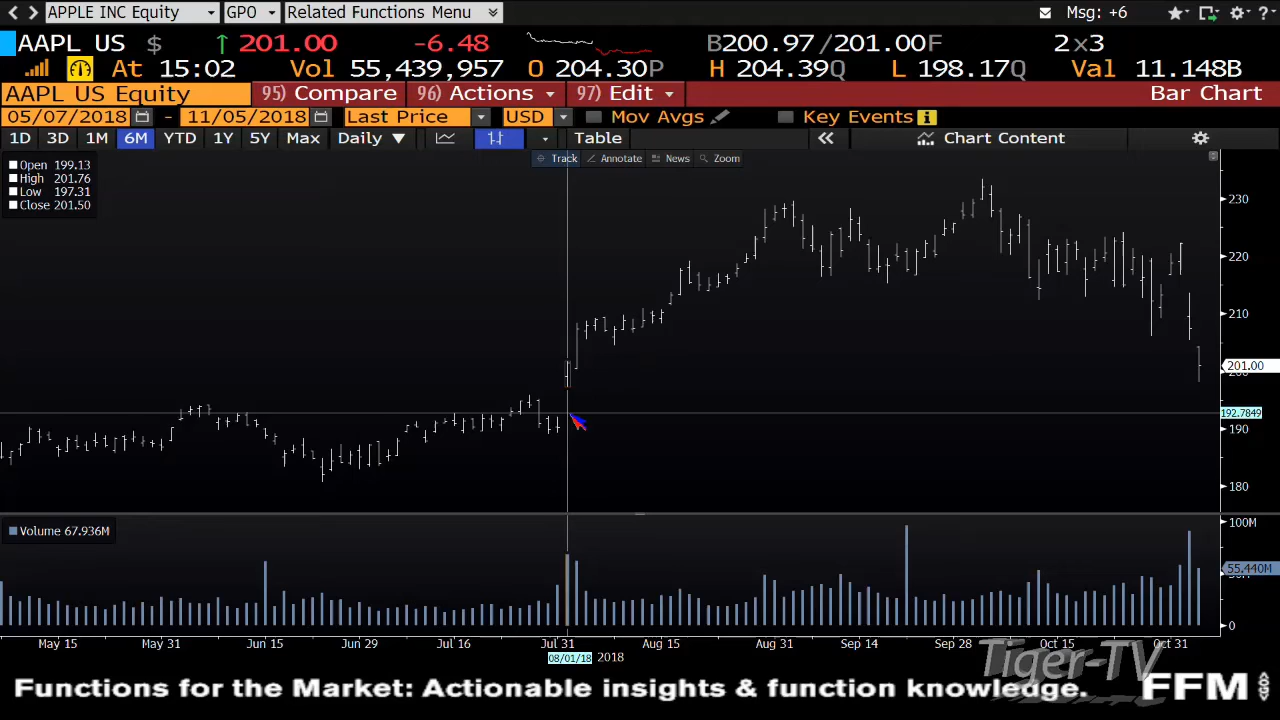 APPLE INC Equity GPO Related Functions Menu Msg: +6 ?
AAPL US $ 201.00 -6.48 B200.97/201.00F 2x3
At 15:02 Vol 55,439,957 O 204.30P H 204.39Q L 198.17Q Val 11.148B
AAPL US Equity 95) Compare 96) Actions 97) Edit Bar Chart
05/07/2018 - 11/05/2018 Last Price USD Mov Avgs Key Events i
1D 3D 1M 6M YTD 1Y 5Y Max Daily Table Chart Content
Track Annotate News Zoom
Open 199.13
High 201.76
Low 197.31
Close 201.50
230
220
210
201.00
192.7849
190
180
Volume 67.936M
100M
55.440M
0
May 15 May 31 Jun 15 Jun 29 Jul 16 Jul 31 Aug 15 Aug 31 Sep 14 Sep 28 Oct 15 Oct 31
08/01/18 2018
Tiger-TV
Functions for the Market: Actionable insights & function knowledge. FFM